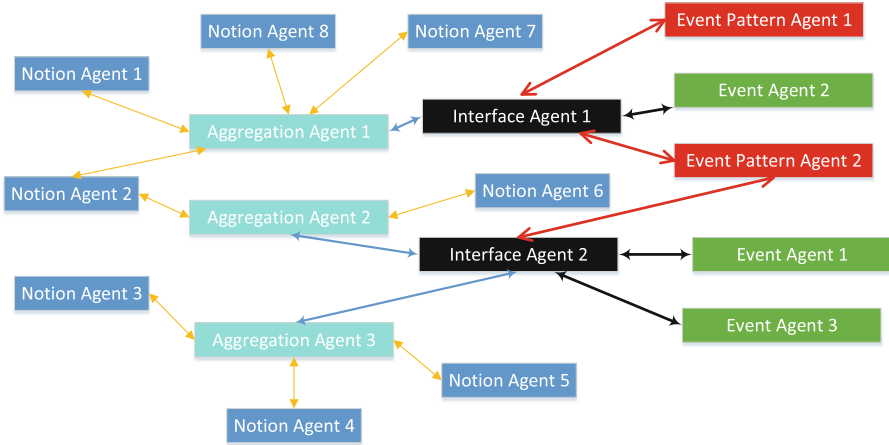 Event Pattern Agent 1
Notion Agent 8
Notion Agent 7
Notion Agent 1
Event Agent 2
Interface Agent 1
Aggregation Agent 1
Event Pattern Agent 2
Notion Agent 2
Notion Agent 6
Aggregation Agent 2
Interface Agent 2
Event Agent 1
Notion Agent 3
Event Agent 3
Aggregation Agent 3
Notion Agent 5
Notion Agent 4